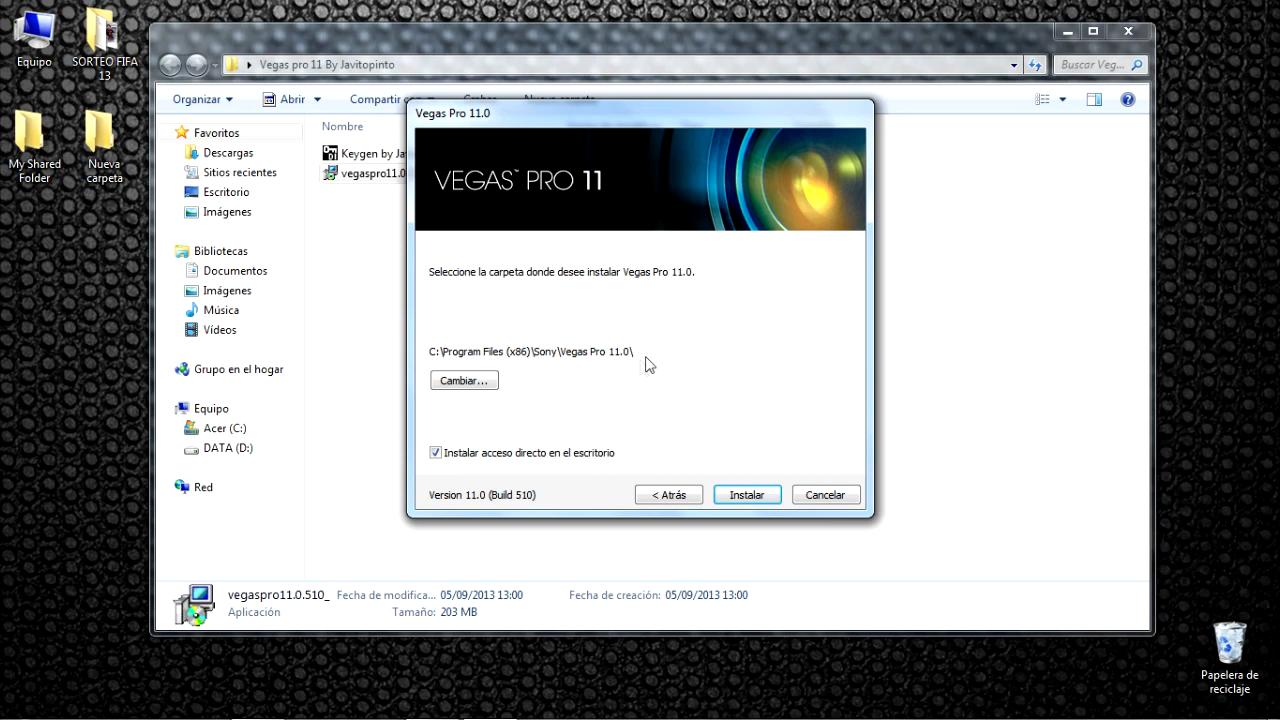 Equipo
SORTEO FIFA
13
My Shared
Folder
Nueva
carpeta
Vegas pro 11 By Javitopinto
Buscar Veg...
Organizar
Abrir
Compartir
Nueva carpeta
Favoritos
Descargas
Sitios recientes
Escritorio
Imágenes
Bibliotecas
Documentos
Imágenes
Música
Vídeos
Grupo en el hogar
Equipo
Acer (C:)
DATA (D:)
Red
Nombre
Keygen by Ja
vegaspro11.0
Vegas Pro 11.0
VEGAS™ PRO 11
Seleccione la carpeta donde desee instalar Vegas Pro 11.0.
C:\Program Files (x86)\Sony\Vegas Pro 11.0\
Cambiar...
Instalar acceso directo en el escritorio
Version 11.0 (Build 510)
< Atrás
Instalar
Cancelar
vegaspro11.0.510_ Fecha de modifica... 05/09/2013 13:00 Fecha de creación: 05/09/2013 13:00
Aplicación Tamaño: 203 MB
Papelera de
reciclaje